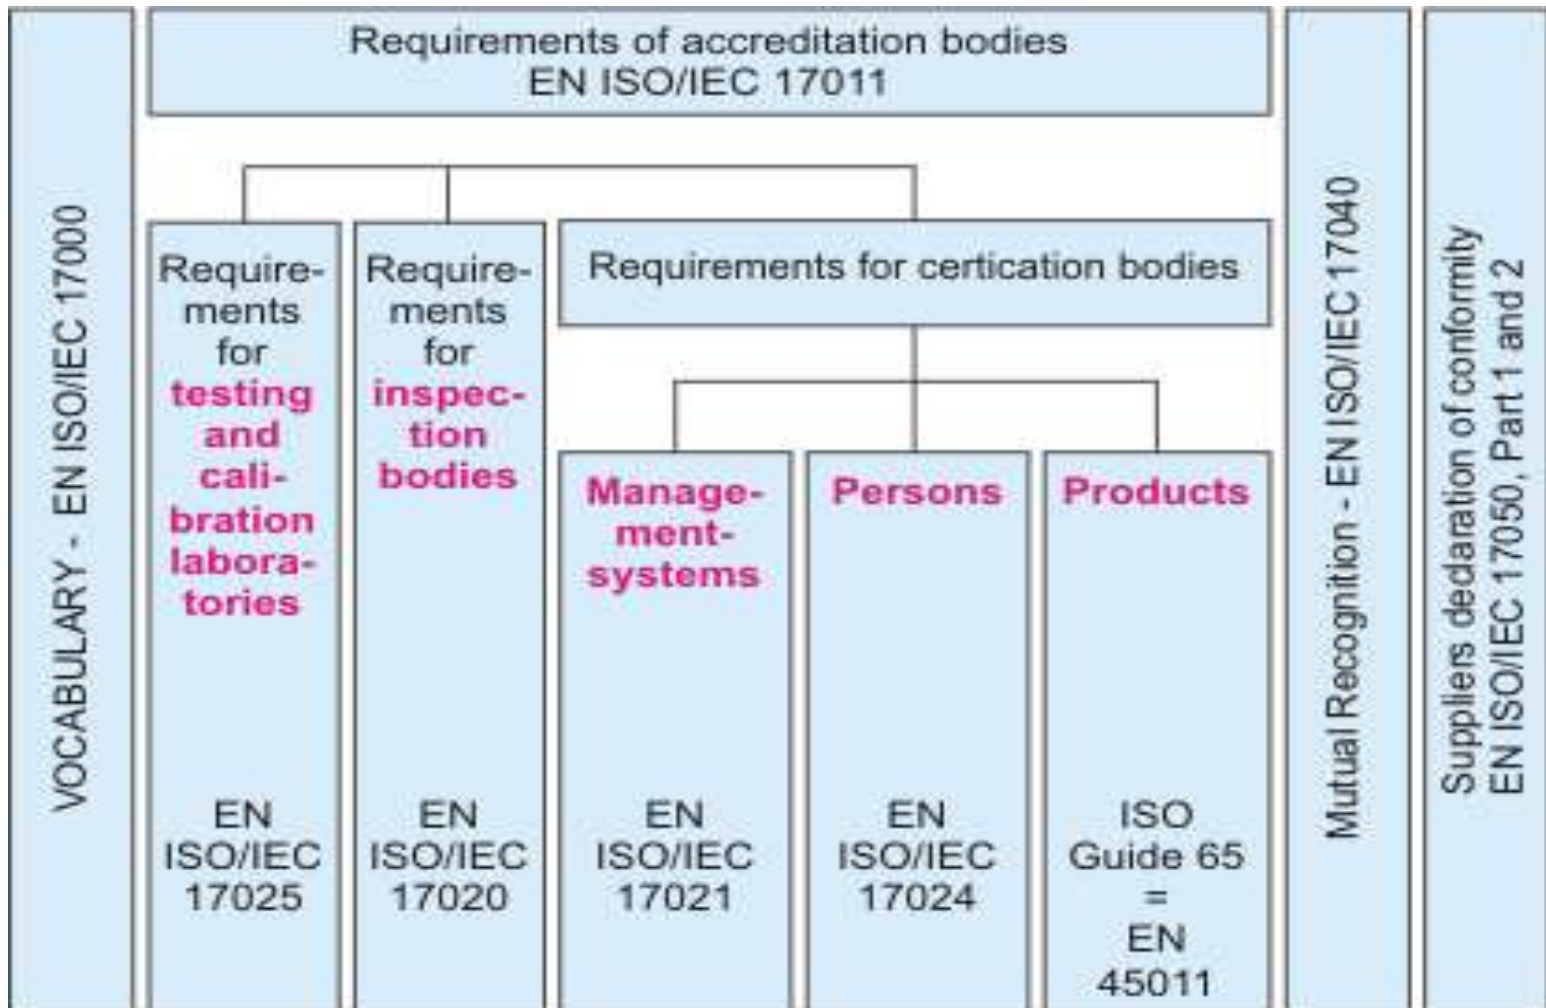 VOCABULARY - EN ISO/IEC 17000
Requirements of accreditation bodies
EN ISO/IEC 17011
Require-
ments
for
testing
and
cali-
bration
labora-
tories
EN
ISO/IEC
17025
Require-
ments
for
inspec-
tion
bodies
EN
ISO/IEC
17020
Requirements for certication bodies
Manage-
ment-
systems
EN
ISO/IEC
17021
Persons
EN
ISO/IEC
17024
Products
ISO
Guide 65
=
EN
45011
Mutual Recognition - EN ISO/IEC 17040
Suppliers declaration of conformity
EN ISO/IEC 17050, Part 1 and 2